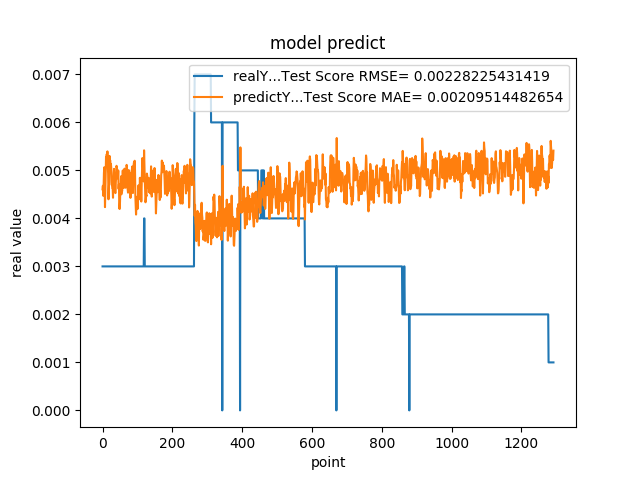 model predict
realY...Test Score RMSE= 0.00228225431419
predictY...Test Score MAE= 0.00209514482654
real value
0.007
0.006
0.005
0.004
0.003
0.002
0.001
0.000
0 200 400 600 800 1000 1200
point